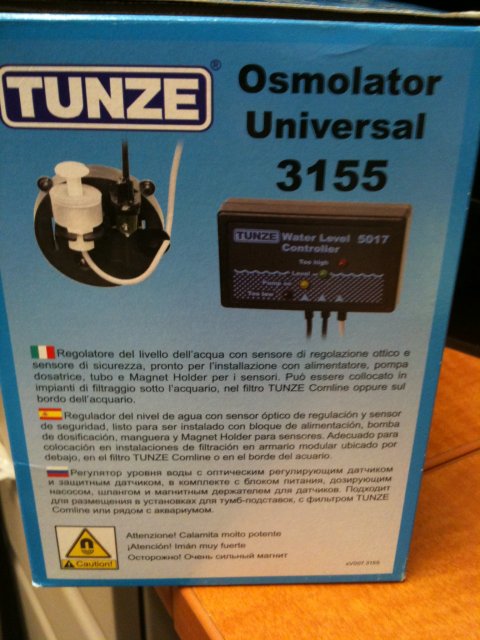 TUNZE®
Osmolator
Universal
3155
TUNZE Water Level 5017
Controller
Too high
Level
Pump on
Too low
Regolatore del livello dell'acqua con sensore di regolazione ottico e
sensore di sicurezza, pronto per l'installazione con alimentatore, pompa
dosatrice, tubo e Magnet Holder per i sensori. Può essere collocato in
impianti di filtraggio sotto l'acquario, nel filtro TUNZE Comline oppure sul
bordo dell'acquario.
Regulador del nivel de agua con sensor óptico de regulación y sensor
de seguridad, listo para ser instalado con bloque de alimentación, bomba
de dosificación, manguera y Magnet Holder para sensores. Adecuado para
colocación en instalaciones de filtración en armario modular ubicado por
debajo, en el filtro TUNZE Comline o en el borde del acuario.
Регулятор уровня воды с оптическим регулирующим датчиком
и защитным датчиком, в комплекте с блоком питания, дозирующим
насосом, шлангом и магнитным держателем для датчиков. Подходит
для размещения в установках для тумб-подставок, с фильтром TUNZE
Comline или рядом с аквариумом.
Caution!
Attenzione! Calamita molto potente
¡Atención! Imán muy fuerte
Осторожно! Очень сильный магнит